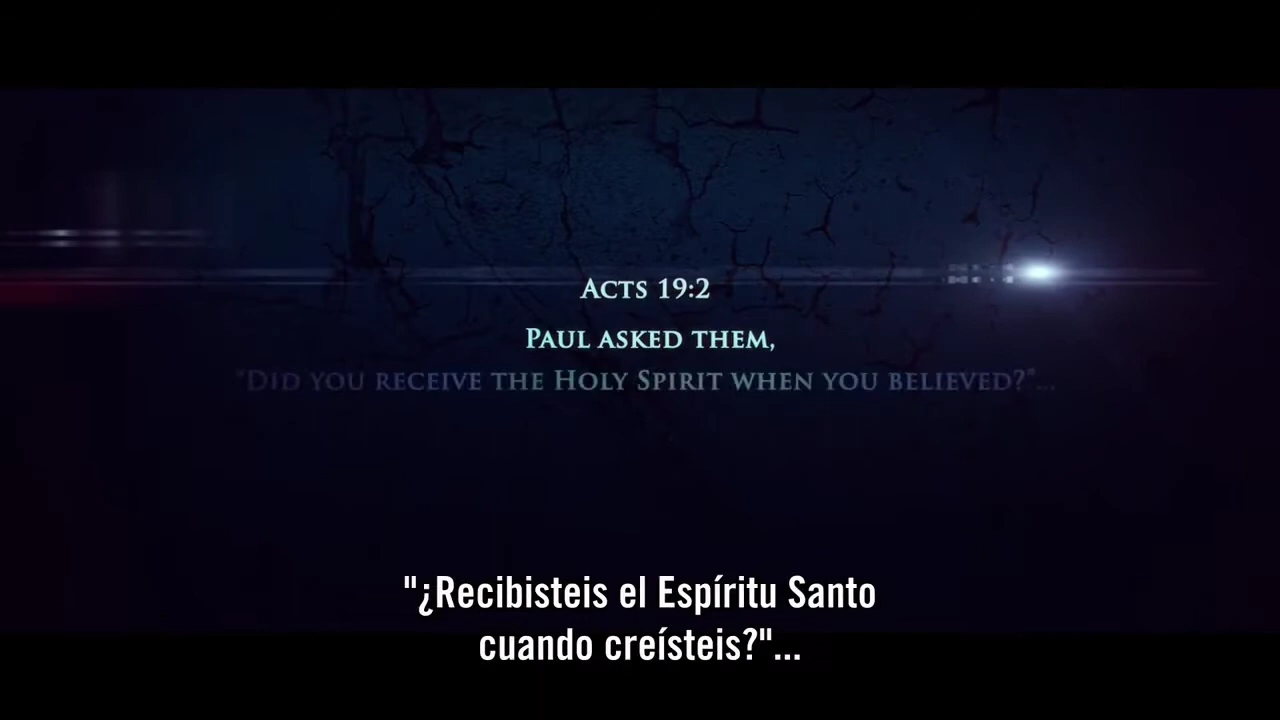 Acts 19:2
Paul asked them,
"Did you receive the Holy Spirit when you believed?"...
"¿Recibisteis el Espíritu Santo
cuando creísteis?"...